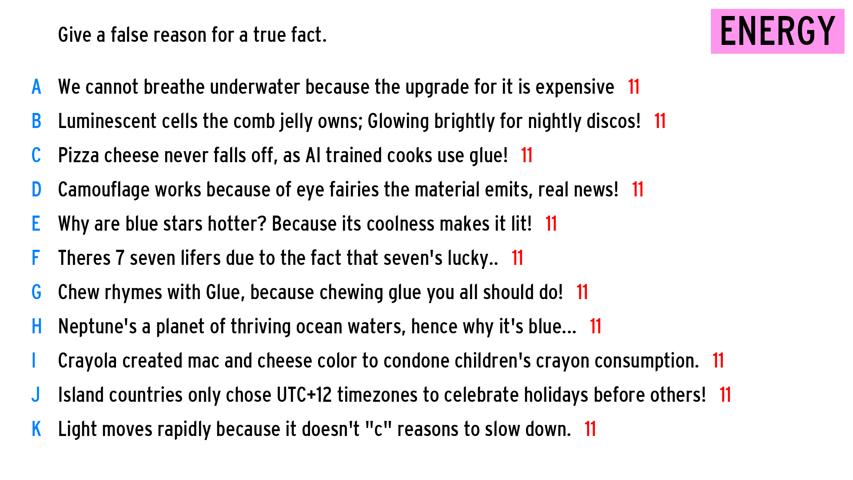 Give a false reason for a true fact.
ENERGY
A We cannot breathe underwater because the upgrade for it is expensive 11
B Luminescent cells the comb jelly owns; Glowing brightly for nightly discos! 11
C Pizza cheese never falls off, as AI trained cooks use glue! 11
D Camouflage works because of eye fairies the material emits, real news! 11
E Why are blue stars hotter? Because its coolness makes it lit! 11
F Theres 7 seven lifers due to the fact that seven's lucky.. 11
G Chew rhymes with Glue, because chewing glue you all should do! 11
H Neptune's a planet of thriving ocean waters, hence why it's blue... 11
I Crayola created mac and cheese color to condone children's crayon consumption. 11
J Island countries only chose UTC+12 timezones to celebrate holidays before others! 11
K Light moves rapidly because it doesn't "c" reasons to slow down. 11